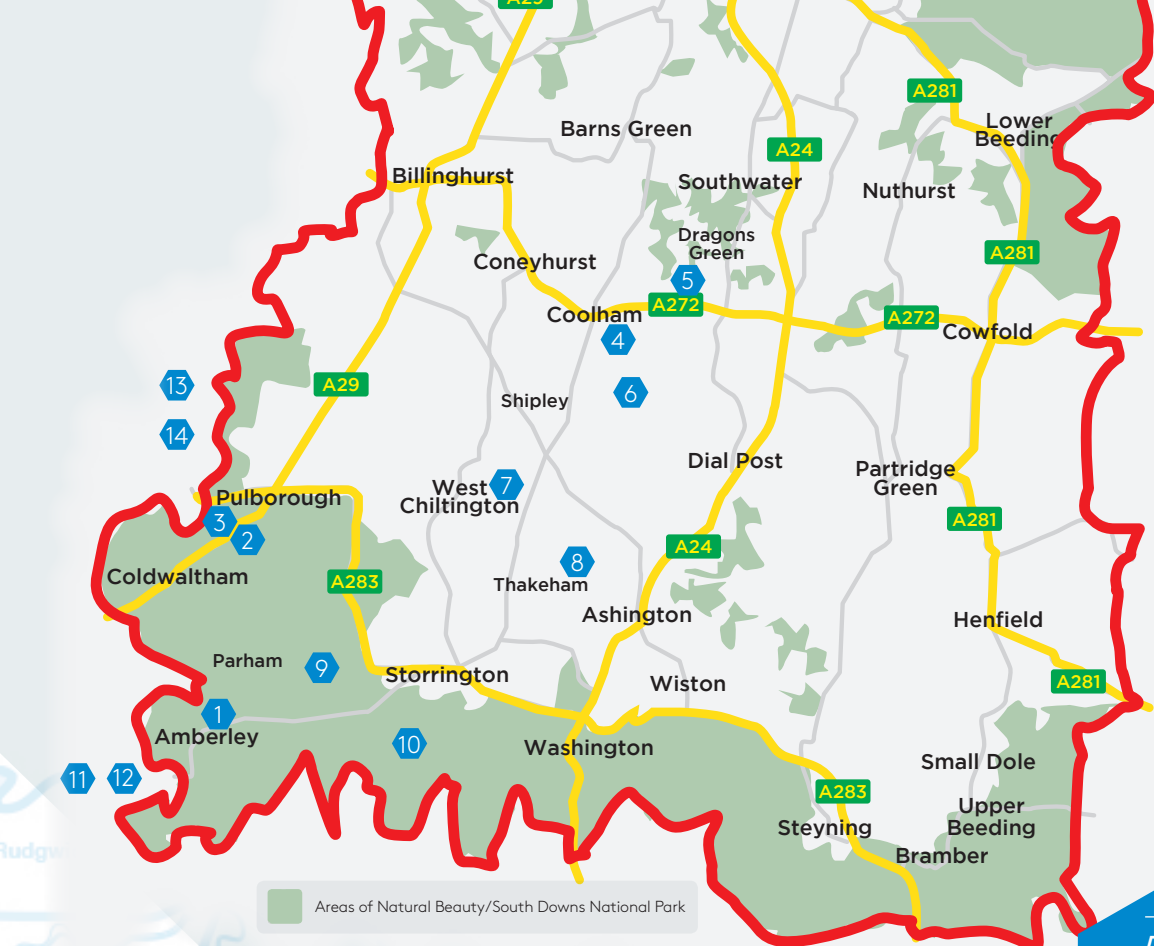 A29
A281
Lower
Beeding
Barns Green
A24
Billinghurst
Southwater
Nuthurst
Dragons
Green
A281
Coneyhurst
5
A272
Coolham
A272
Cowfold
4
13
A29
6
Shipley
14
Dial Post
Partridge
Green
West
Chiltington
7
Pulborough
3
2
A281
A24
8
Coldwaltham
A283
Thakeham
Ashington
Henfield
Parham
9
Storrington
Wiston
A281
1
Amberley
10
Washington
11
12
Small Dole
A283
Upper
Beeding
Steyning
Bramber
Rudgw
Areas of Natural Beauty/South Downs National Park